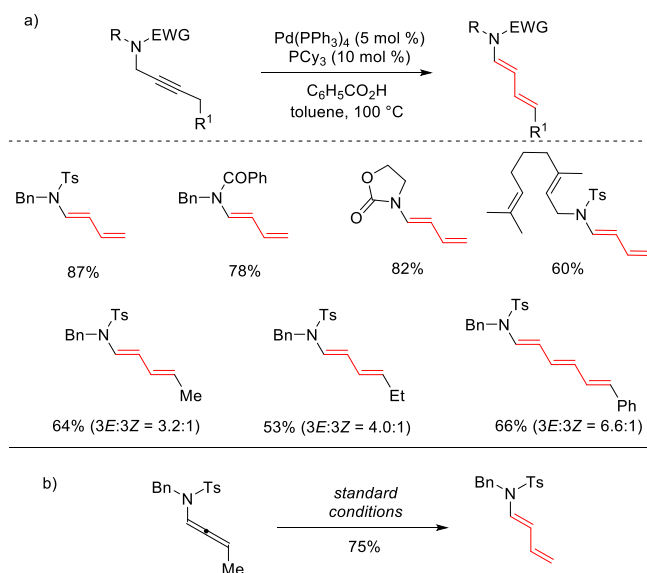 a)
R N EWG
R¹
Pd(PPh₃)₄ (5 mol %)
PCy₃ (10 mol %)
C₆H₅CO₂H
toluene, 100 °C
R N EWG
R¹
Ts
Bn N
87%
COPh
Bn N
78%
O
O N
82%
Ts
N
60%
Ts
Bn N
Me
64% (3E:3Z = 3.2:1)
Ts
Bn N
Et
53% (3E:3Z = 4.0:1)
Ts
Bn N
Ph
66% (3E:3Z = 6.6:1)
b)
Bn Ts
N
Me
standard
conditions
75%
Bn Ts
N